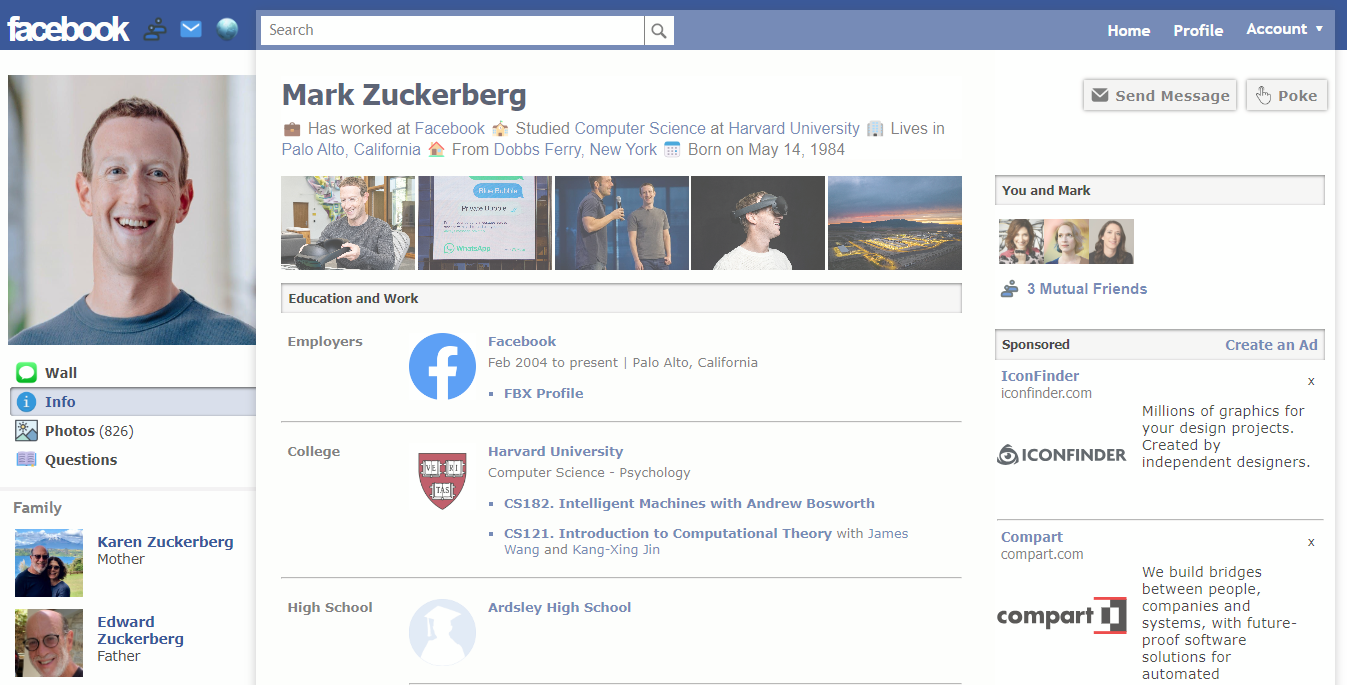 facebook
Search
Home Profile Account
Mark Zuckerberg
Send Message Poke
Has worked at Facebook Studied Computer Science at Harvard University Lives in
Palo Alto, California From Dobbs Ferry, New York Born on May 14, 1984
Blue Bubble
Private Bubble
WhatsApp
Wall
Info
Photos (826)
Questions
Family
Karen Zuckerberg
Mother
Edward
Zuckerberg
Father
Education and Work
Employers
Facebook
Feb 2004 to present | Palo Alto, California
FBX Profile
College
VE RI
TAS
Harvard University
Computer Science - Psychology
CS182. Intelligent Machines with Andrew Bosworth
CS121. Introduction to Computational Theory with James
Wang and Kang-Xing Jin
High School
Ardsley High School
You and Mark
3 Mutual Friends
Sponsored Create an Ad
IconFinder x
iconfinder.com
ICONFINDER
Millions of graphics for
your design projects.
Created by
independent designers.
Compart x
compart.com
compart
We build bridges
between people,
companies and
systems, with future-
proof software
solutions for
automated